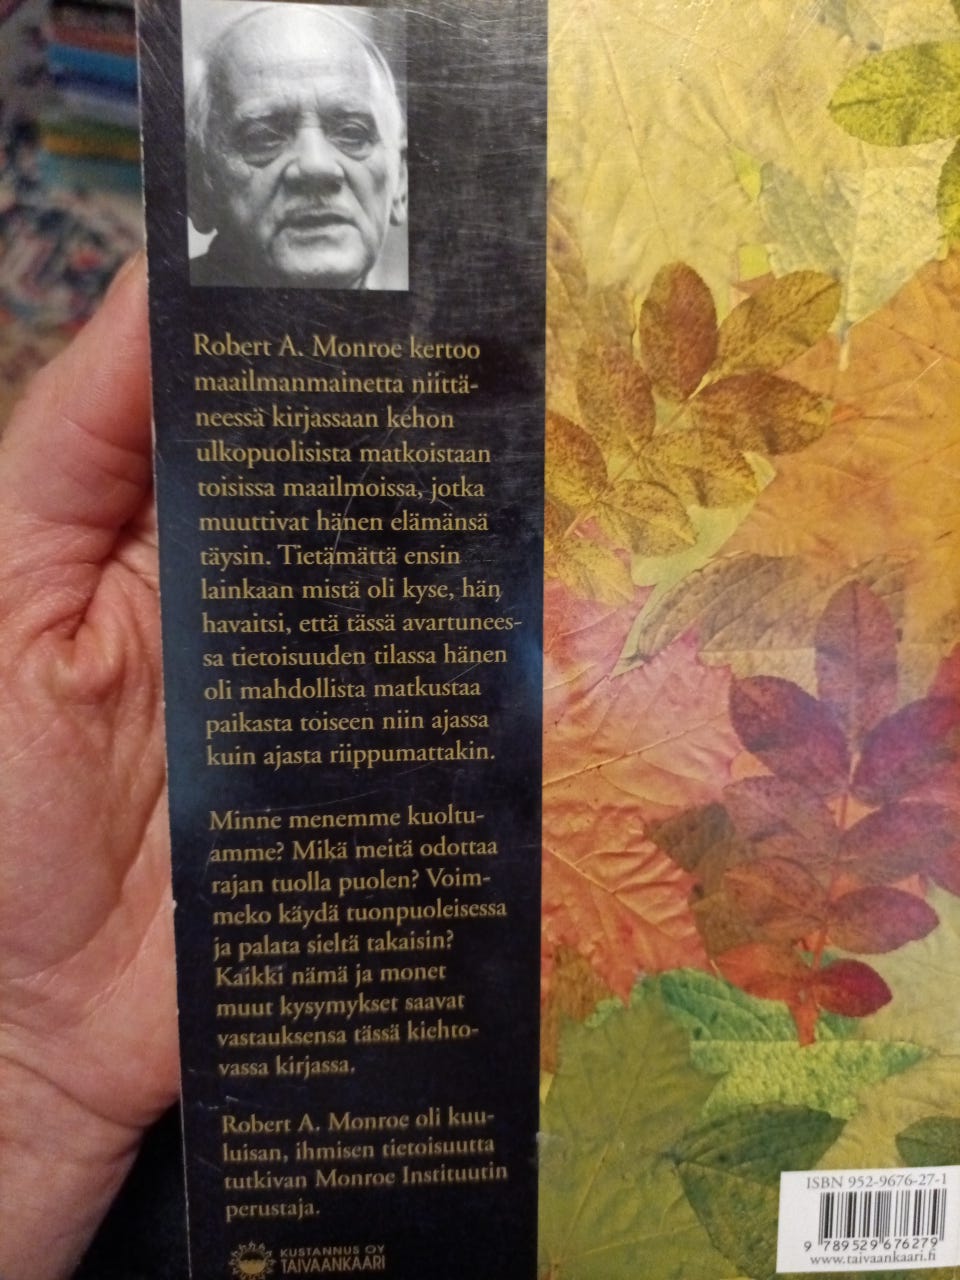 Robert A. Monroe kertoo
maailmanmainetta niittä-
neessä kirjassaan kehon
ulkopuolisista matkoistaan
toisissa maailmoissa, jotka
muuttivat hänen elämänsä
täysin. Tietämättä ensin
lainkaan mistä oli kyse, hän
havaitsi, että tässä avartunees-
sa tietoisuuden tilassa hänen
oli mahdollista matkustaa
paikasta toiseen niin ajassa
kuin ajasta riippumattakin.
Minne menemme kuoltu-
amme? Mikä meitä odottaa
rajan tuolla puolen? Voim-
meko käydä tuonpuoleisessa
ja palata sieltä takaisin?
Kaikki nämä ja monet
muut kysymykset saavat
vastauksensa tässä kiehto-
vassa kirjassa.
Robert A. Monroe oli kuu-
luisan, ihmisen tietoisuutta
tutkivan Monroe Instituutin
perustaja.
KUSTANNUS OY
TAIVAANKAARI
ISBN 952-9676-27-1
9 789529 676279
www.taivaankaari.fi